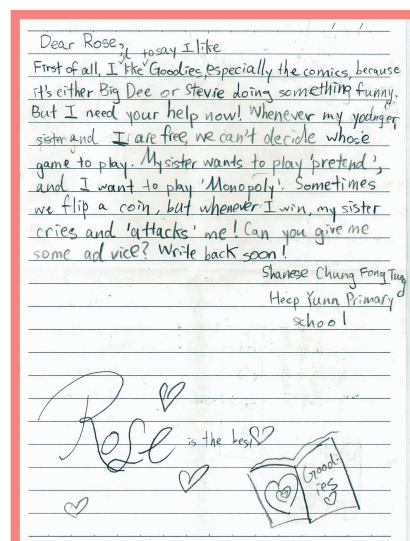 Dear Rose,
First of all, I'd like to say I like Goodies, especially the comics, because
it's either Big Dee or Stevie doing something funny.
But I need your help now! Whenever my younger
sister and I are free, we can't decide whose
game to play. My sister wants to play 'pretend',
and I want to play 'Monopoly'. Sometimes
we flip a coin, but whenever I win, my sister
cries and 'attacks' me! Can you give me
some advice? Write back soon!
Shanese Chung Fong Tung
Heep Yunn Primary
school
Rose is the best
Good-
ies